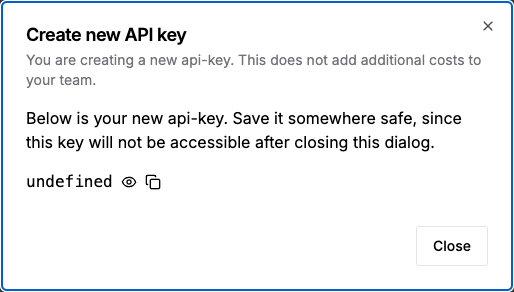 Create new API key
You are creating a new api-key. This does not add additional costs to
your team.
Below is your new api-key. Save it somewhere safe, since
this key will not be accessible after closing this dialog.
undefined
Close